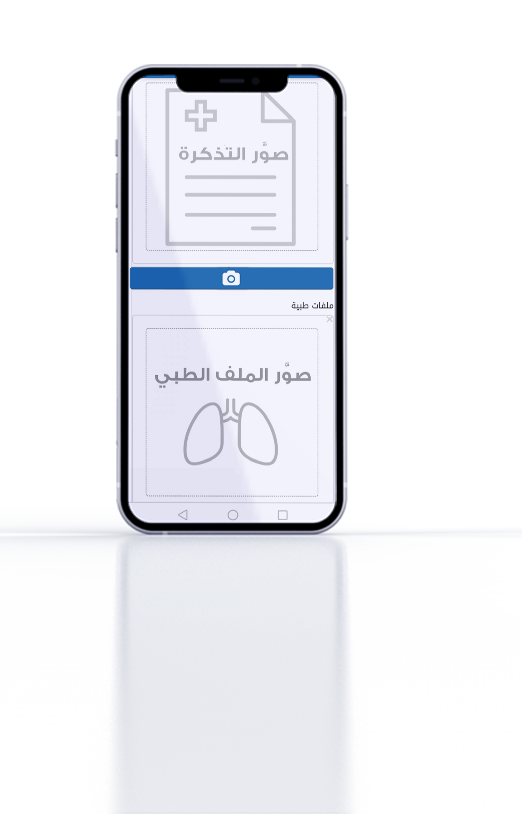 صوَّر التذكرة
ملفات طبية
صوَّر الملف الطبي